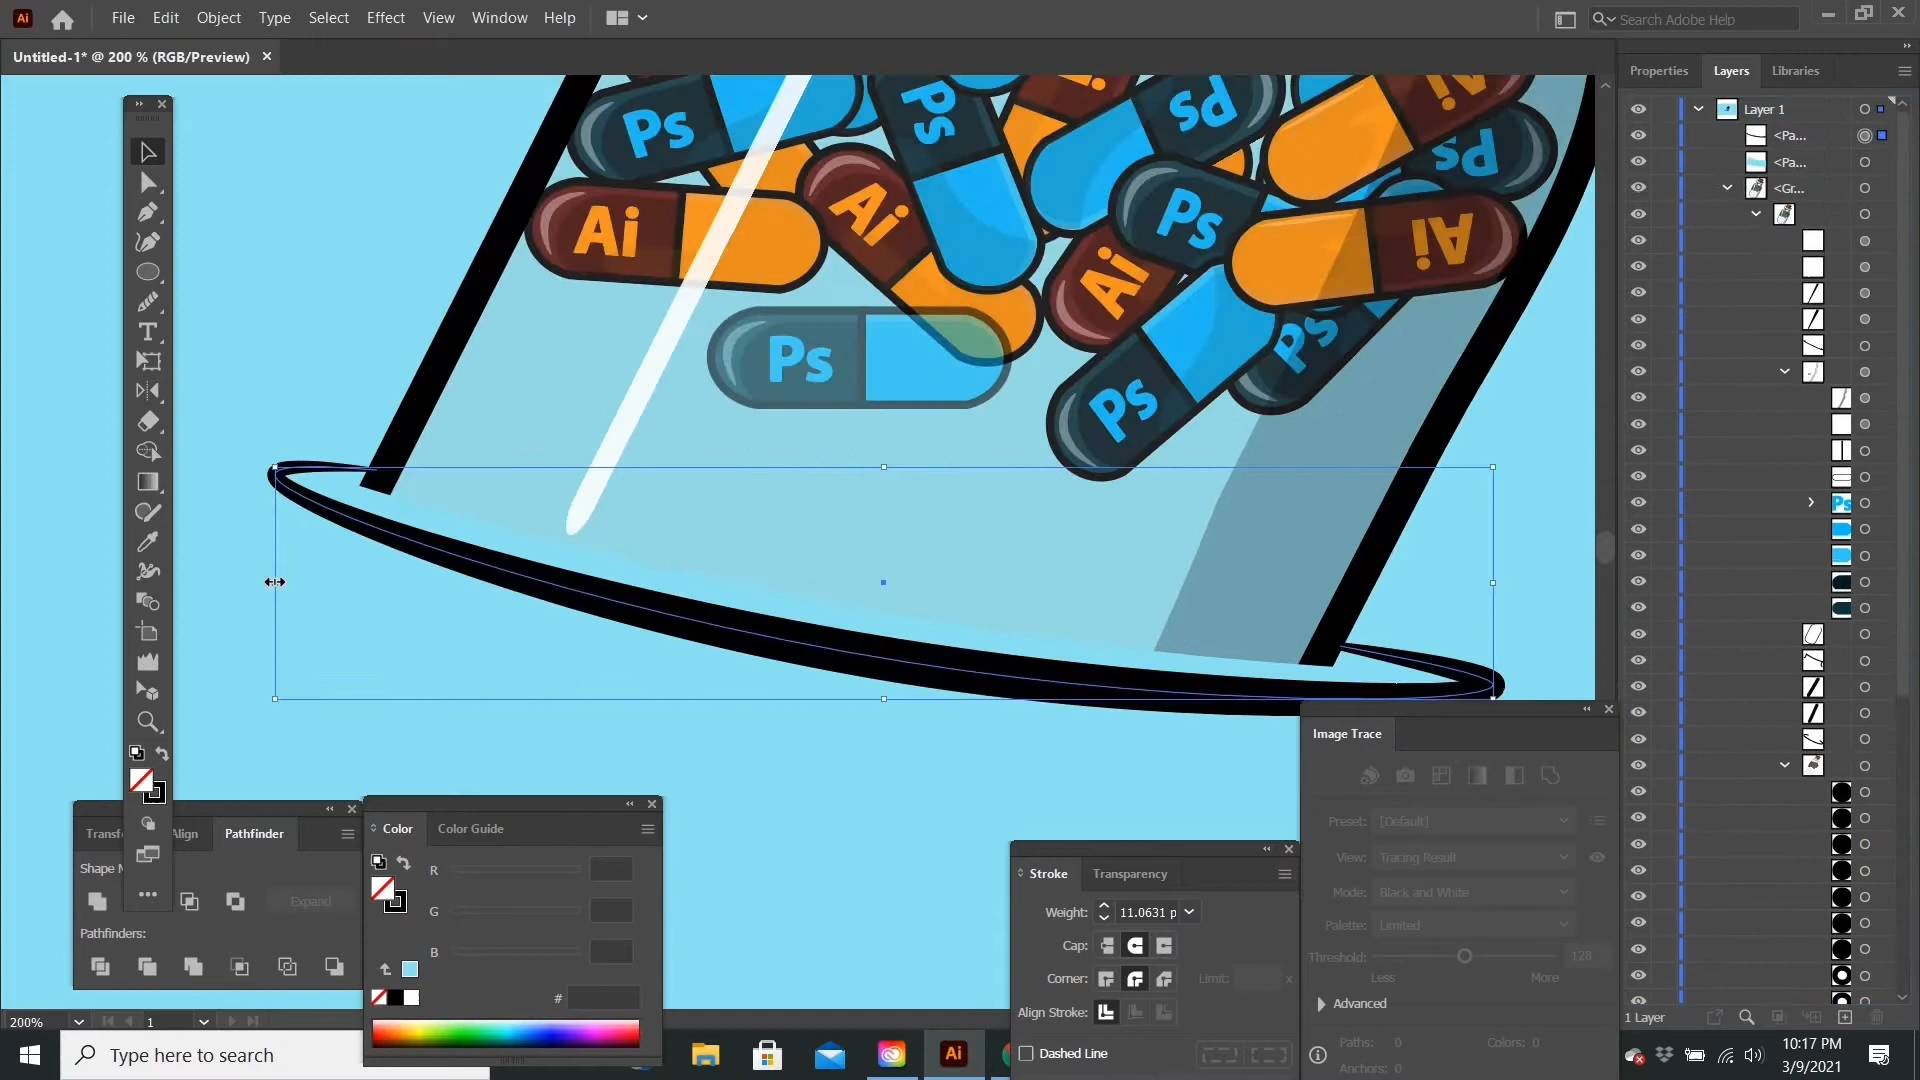 Ai File Edit Object Type Select Effect View Window Help Search Adobe Help
Untitled-1* @ 200 % (RGB/Preview)
Properties Layers Libraries
Layer 1
<Pa...
<Pa...
<Gr...
Ps
Ps
Ps
Ai
Ps
Ai
Ai
Ps
Ai
Ai
Ps
Ps
Ps
Ps
Image Trace
Preset: [Default]
View: Tracing Result
Mode: Black and White
Palette: Limited
Threshold: 128
Less More
Advanced
Paths: 0 Colors: 0
Anchors: 0
Transf Align Pathfinder
Shape M
Expand
Pathfinders:
Color Color Guide
R
G
B
#
Stroke Transparency
Weight: 11.0631 p
Cap:
Corner: Limit: x
Align Stroke:
Dashed Line
200% 1
1 Layer
Type here to search
Ai
10:17 PM
3/9/2021